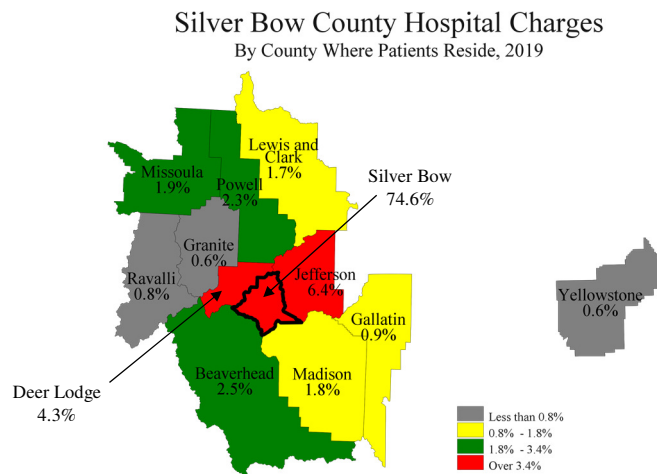 Silver Bow County Hospital Charges
By County Where Patients Reside, 2019
Lewis and
Clark
1.7%
Missoula
1.9%
Powell
2.3%
Silver Bow
74.6%
Granite
0.6%
Ravalli
0.8%
Jefferson
6.4%
Yellowstone
0.6%
Gallatin
0.9%
Beaverhead
2.5%
Madison
1.8%
Deer Lodge
4.3%
Less than 0.8%
0.8% - 1.8%
1.8% - 3.4%
Over 3.4%